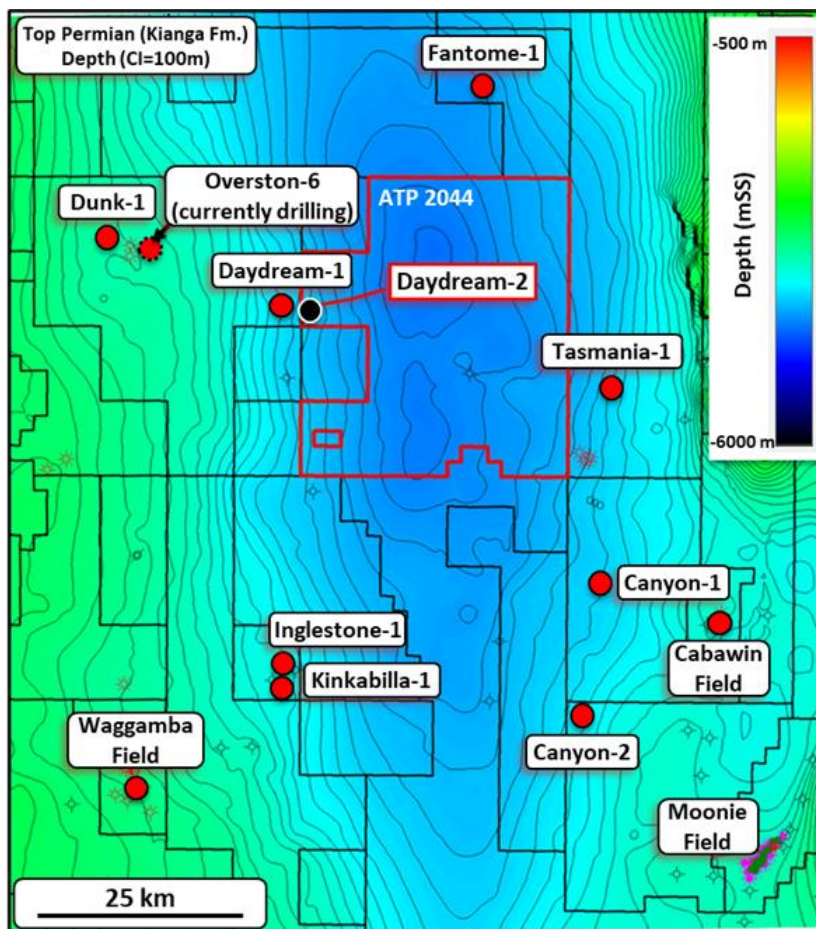 Top Permian (Kianga Fm.)
Depth (CI=100m)
Fantome-1
-500 m
Depth (mSS)
-6000 m
Overston-6
(currently drilling)
Dunk-1
ATP 2044
Daydream-1
Daydream-2
Tasmania-1
Canyon-1
Inglestone-1
Cabawin
Field
Kinkabilla-1
Waggamba
Field
Canyon-2
Moonie
Field
25 km